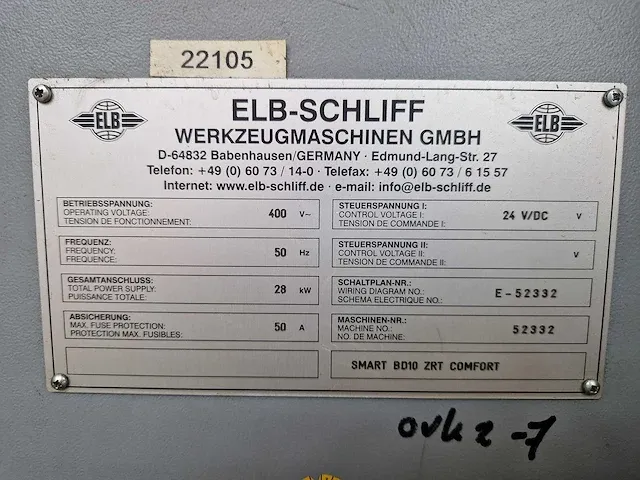 22105
ELB
ELB-SCHLIFF
ELB
WERKZEUGMASCHINEN GMBH
D-64832 Babenhausen/GERMANY · Edmund-Lang-Str. 27
Telefon: +49 (0) 60 73 / 14-0 · Telefax: +49 (0) 60 73 / 6 15 57
Internet: www.elb-schliff.de · e-mail: info@elb-schliff.de
BETRIEBSSPANNUNG:
OPERATING VOLTAGE: 400 V~
TENSION DE FONCTIONNEMENT:
FREQUENZ:
FREQUENCY: 50 Hz
FREQUENCE:
GESAMTANSCHLUSS:
TOTAL POWER SUPPLY: 28 kW
PUISSANCE TOTALE:
ABSICHERUNG:
MAX. FUSE PROTECTION: 50 A
PROTECTION MAX. FUSIBLES:
STEUERSPANNUNG I:
CONTROL VOLTAGE I: 24 V/DC V
TENSION DE COMMANDE I:
STEUERSPANNUNG II:
CONTROL VOLTAGE II: V
TENSION DE COMMANDE II:
SCHALTPLAN-NR.:
WIRING DIAGRAM NO.: E-52332
SCHEMA ELECTRIQUE NO.:
MASCHINEN-NR.:
MACHINE NO.: 52332
NO. DE MACHINE:
SMART BD10 ZRT COMFORT
ovk 2-7